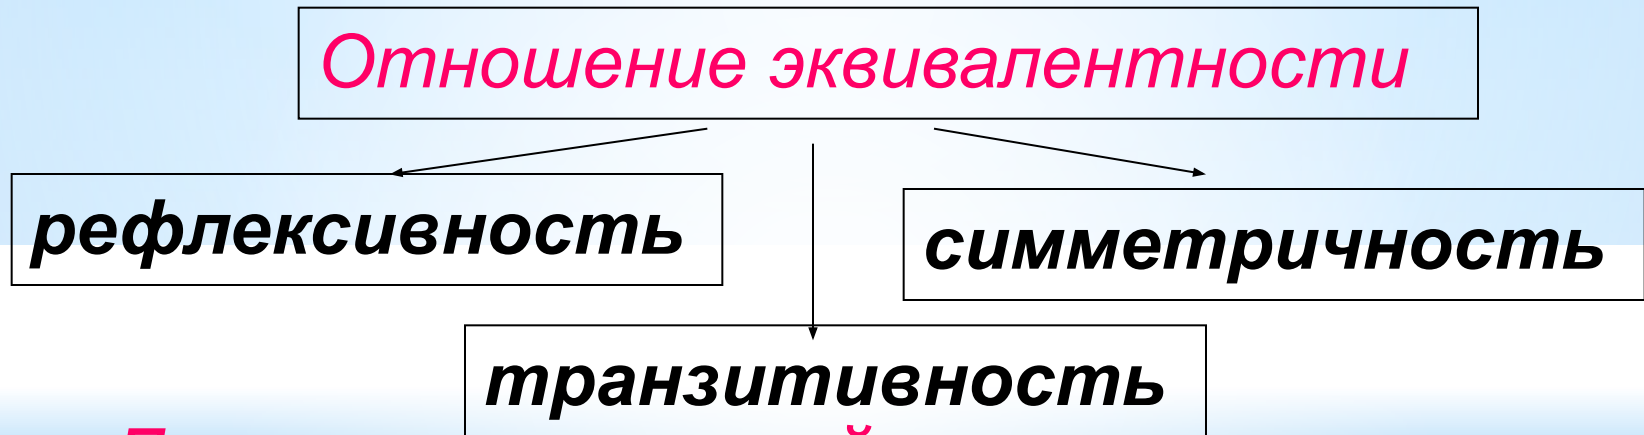 Отношение эквивалентности
рефлексивность
симметричность
транзитивность